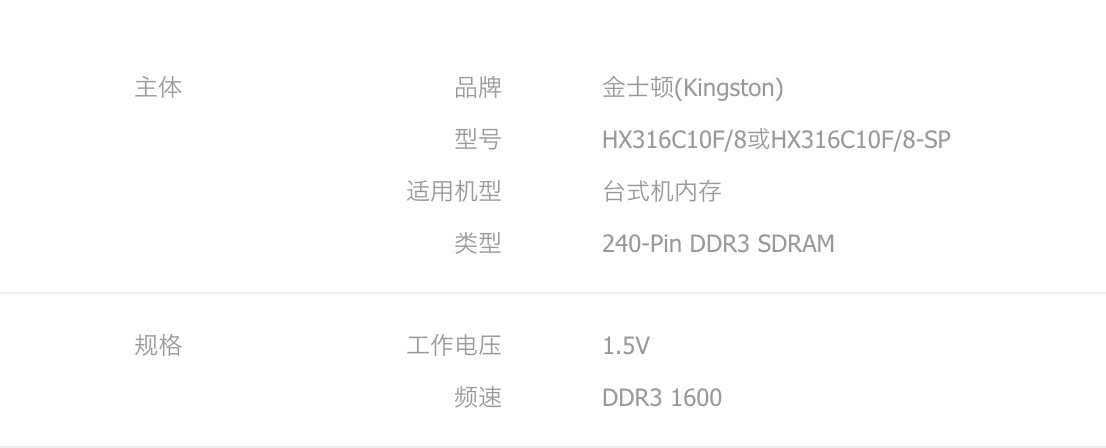 主体 品牌 金士顿(Kingston)
型号 HX316C10F/8或HX316C10F/8-SP
适用机型 台式机内存
类型 240-Pin DDR3 SDRAM
规格 工作电压 1.5V
频速 DDR3 1600